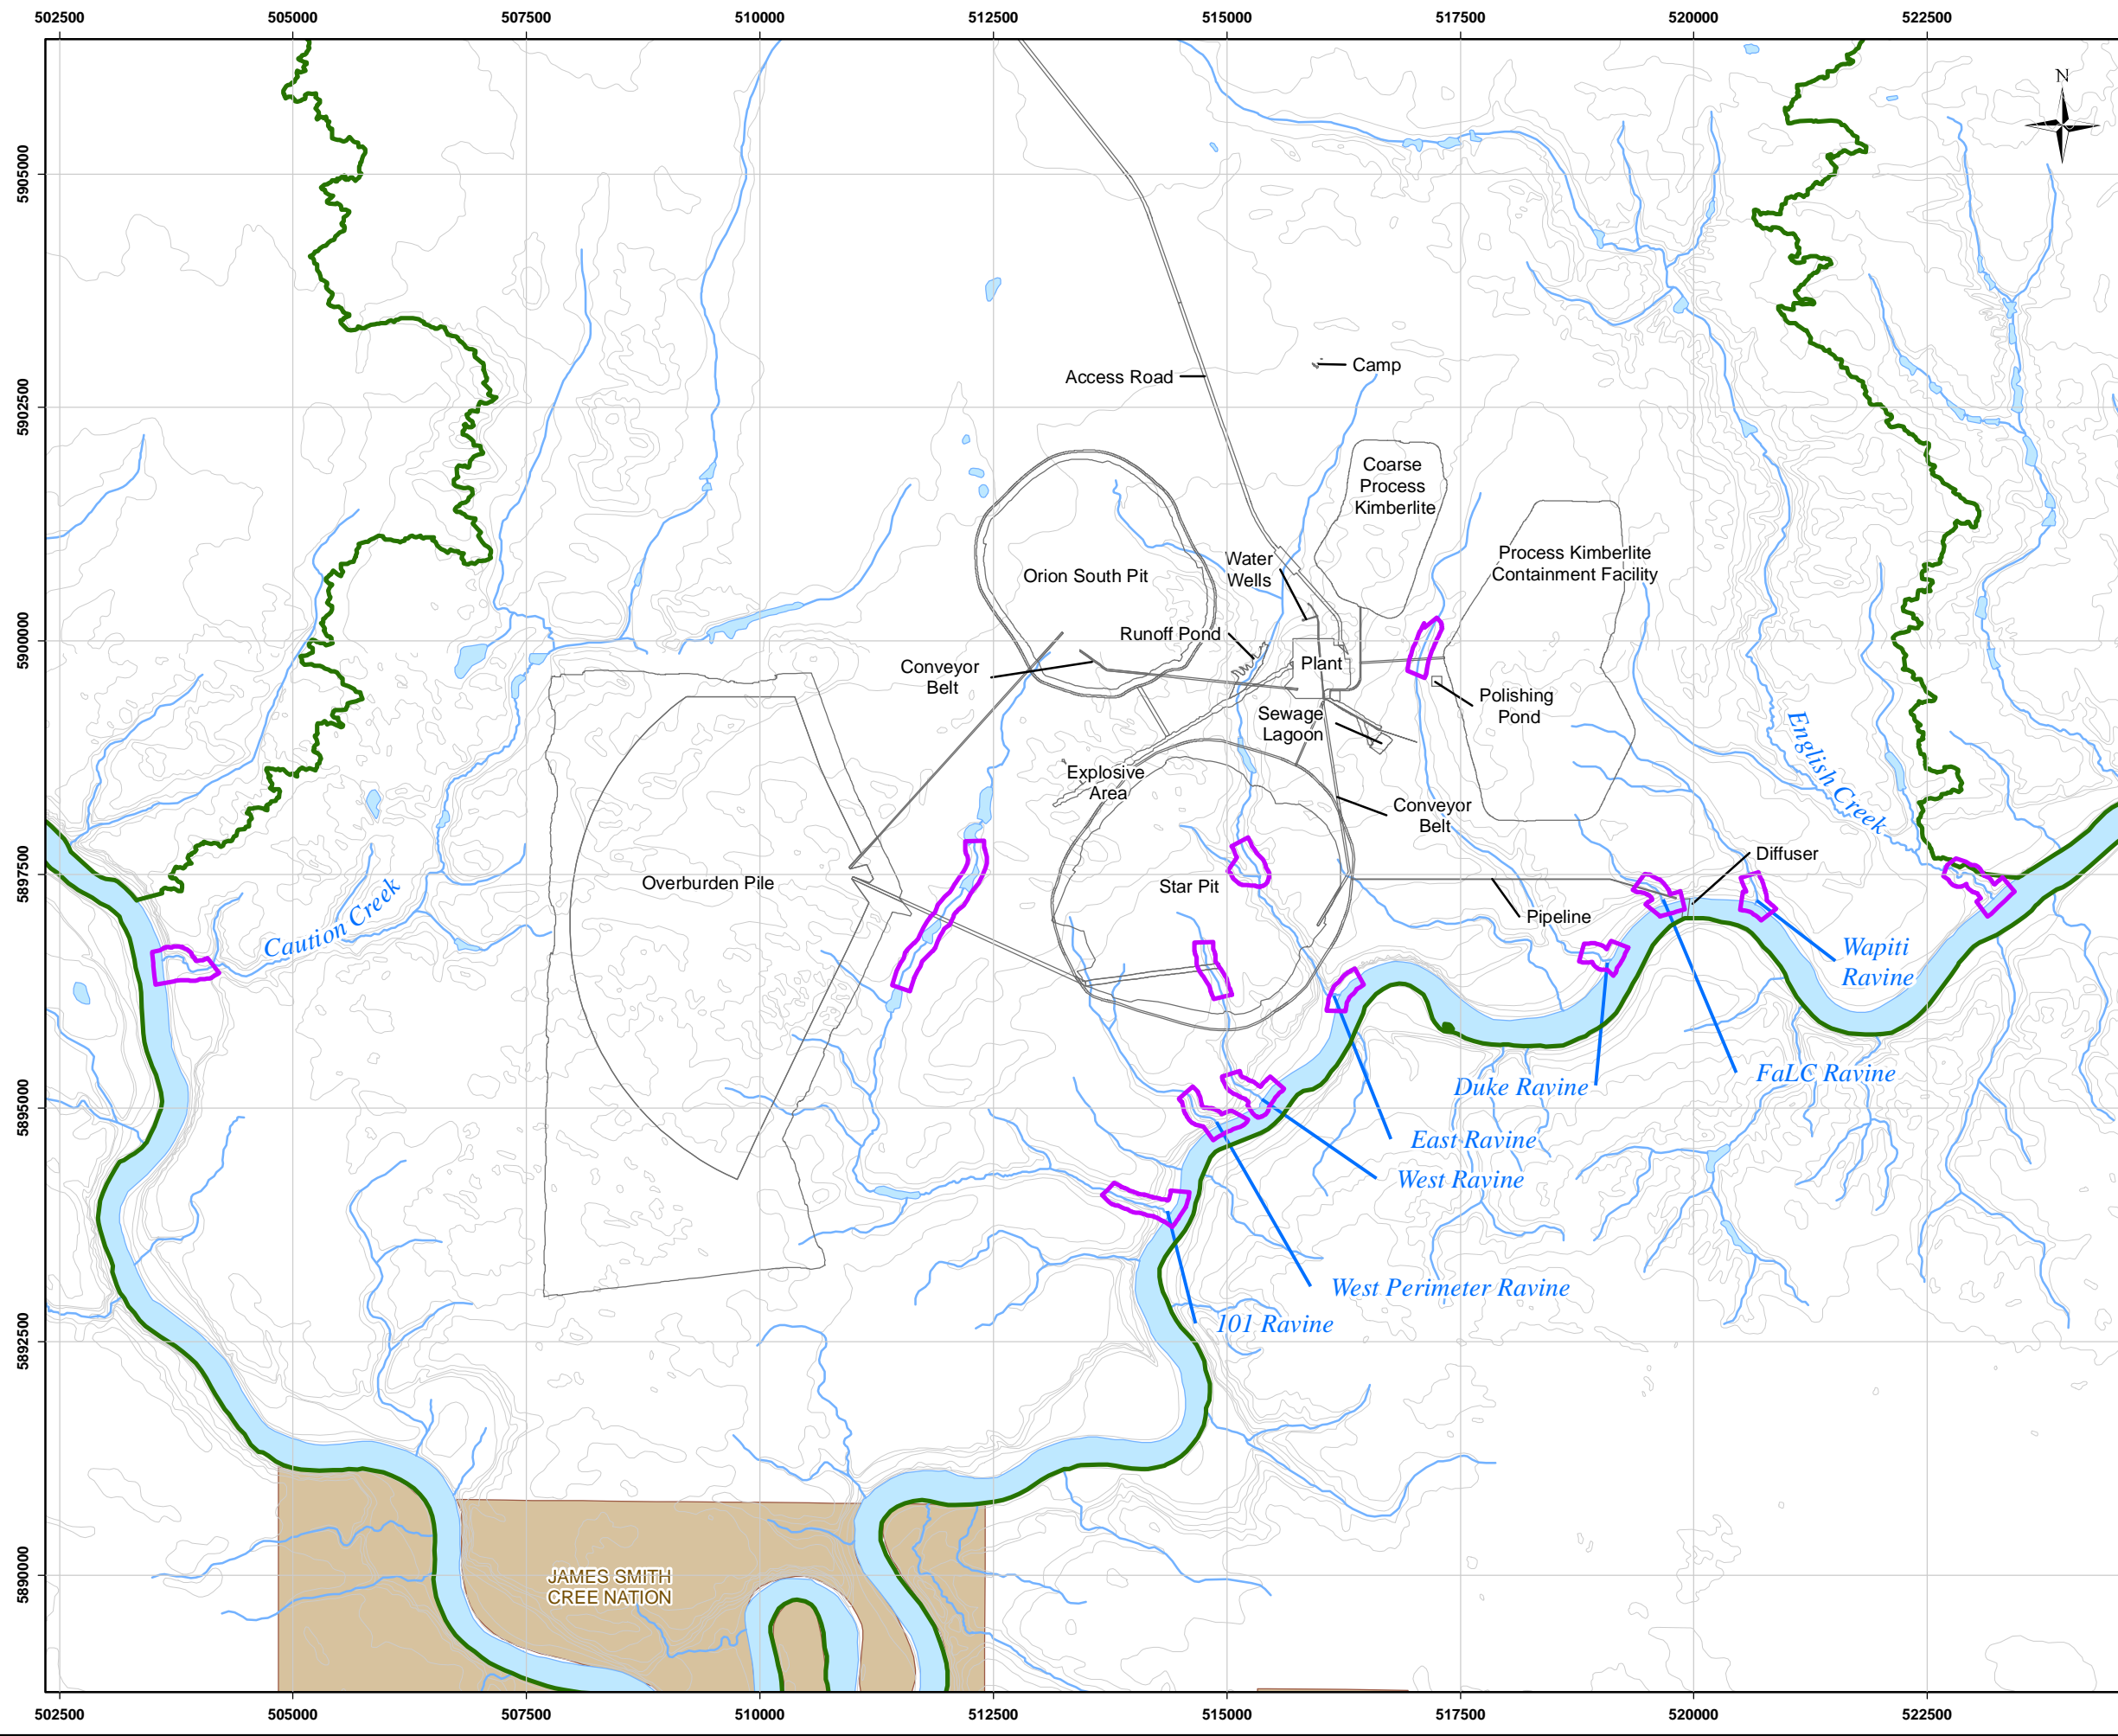 502500 505000 507500 510000 512500 515000 517500 520000 522500
N
5905000
Camp
Access Road
5902500
Coarse
Process
Kimberlite
Process Kimberlite
Containment Facility
Water
Wells
Orion South Pit
Runoff Pond
5900000
Plant
Conveyor
Belt
Polishing
Pond
Sewage
Lagoon
English Creek
Explosive
Area
Conveyor
Belt
Diffuser
5897500
Overburden Pile
Star Pit
Pipeline
Caution Creek
Wapiti
Ravine
FaLC Ravine
Duke Ravine
5895000
East Ravine
West Ravine
West Perimeter Ravine
101 Ravine
5892500
JAMES SMITH
CREE NATION
5890000
502500 505000 507500 510000 512500 515000 517500 520000 522500